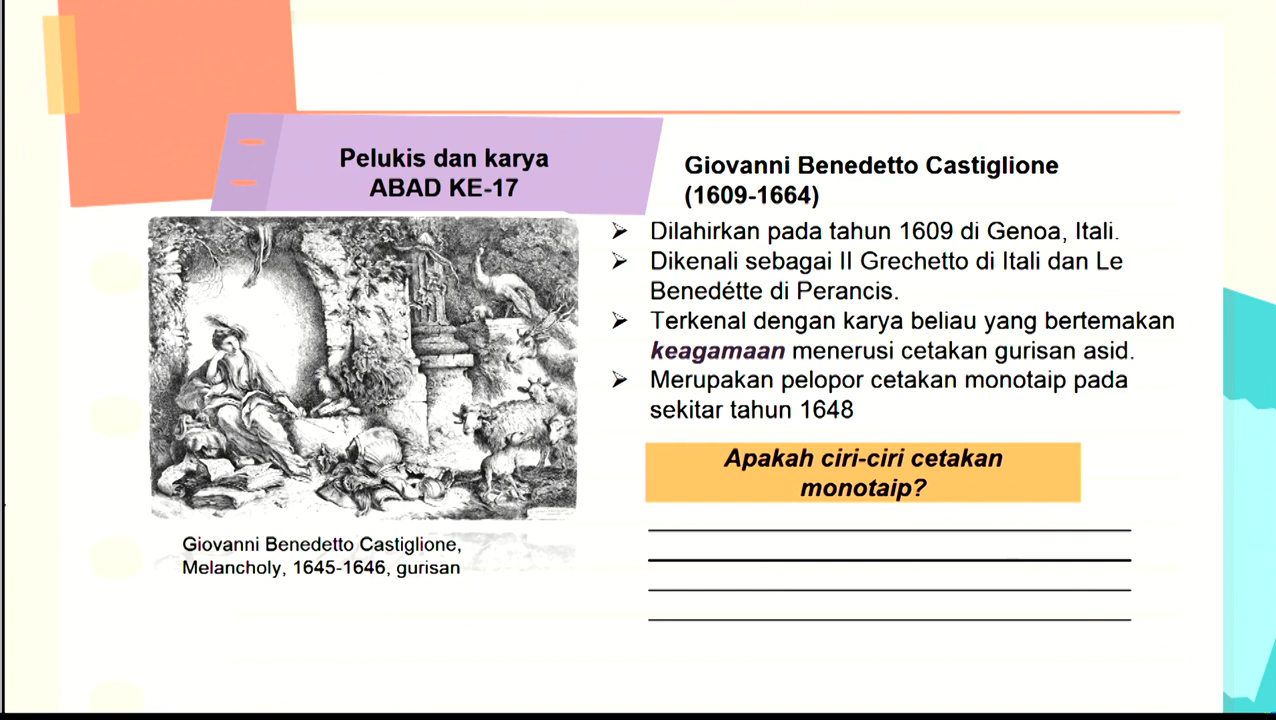 Pelukis dan karya
ABAD KE-17
Giovanni Benedetto Castiglione
(1609-1664)
➢ Dilahirkan pada tahun 1609 di Genoa, Itali.
➢ Dikenali sebagai II Grechetto di Itali dan Le
Benedétte di Perancis.
➢ Terkenal dengan karya beliau yang bertemakan
keagamaan menerusi cetakan gurisan asid.
➢ Merupakan pelopor cetakan monotaip pada
sekitar tahun 1648
Apakah ciri-ciri cetakan
monotaip?
Giovanni Benedetto Castiglione,
Melancholy, 1645-1646, gurisan